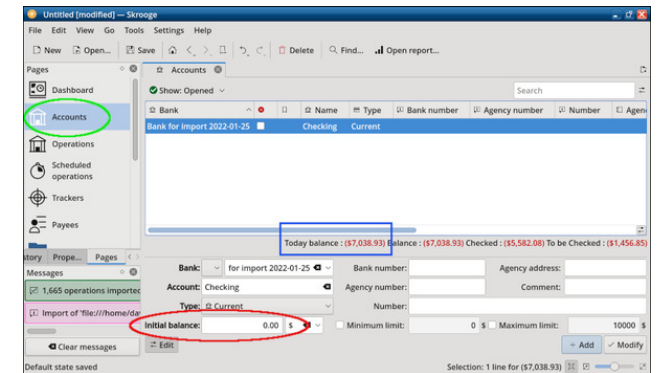 Untitled [modified] — Skrooge
File Edit View Go Tools Settings Help
New Open... Save Delete Find... Open report...
Pages
Accounts
Dashboard
Accounts
Operations
Scheduled
operations
Trackers
Payees
Show: Opened
Search
Bank Name Type Bank number Agency number Number Agen
Bank for import 2022-01-25 Checking Current
Today balance : ($7,038.93) Balance : ($7,038.93) Checked : ($5,582.08) To be Checked : ($1,456.85)
story Prope... Pages
Messages
1,665 operations imported
Import of 'file:///home/da
Clear messages
Bank: for import 2022-01-25 Bank number: Agency address:
Account: Checking Agency number: Comment:
Type: Current Number:
Initial balance: 0.00 $ Minimum limit: 0 $ Maximum limit: 10000 $
Edit
Add Modify
Default state saved
Selection: 1 line for ($7,038.93)